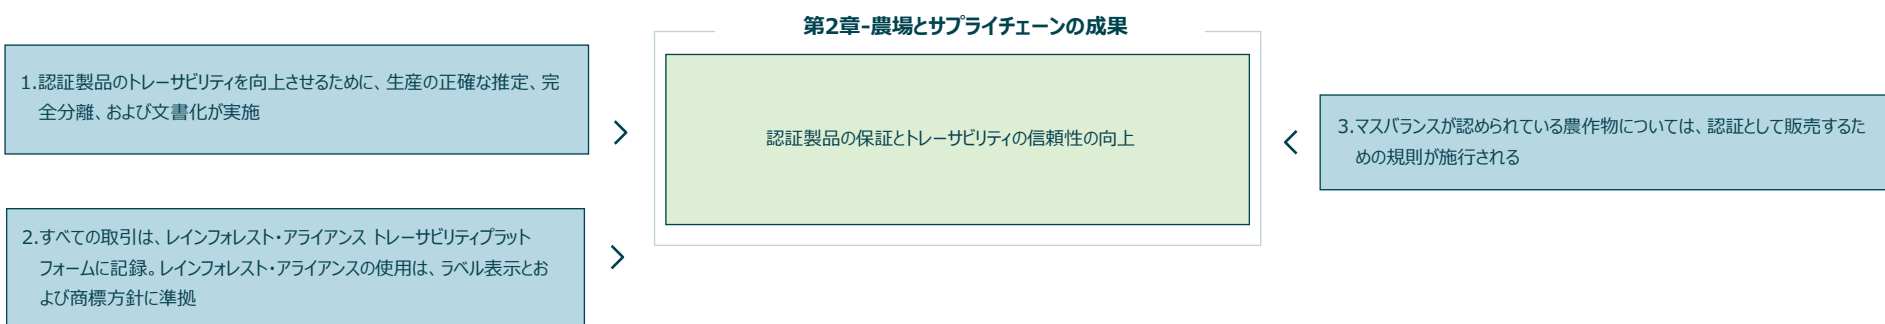 第2章-農場とサプライチェーンの成果
1.認証製品のトレーサビリティを向上させるために、生産の正確な推定、完
全分離、および文書化が実施
2.すべての取引は、レインフォレスト・アライアンス トレーサビリティプラット
フォームに記録。レインフォレスト・アライアンスの使用は、ラベル表示とお
よび商標方針に準拠
認証製品の保証とトレーサビリティの信頼性の向上
3.マスバランスが認められている農作物については、認証として販売するた
めの規則が施行される